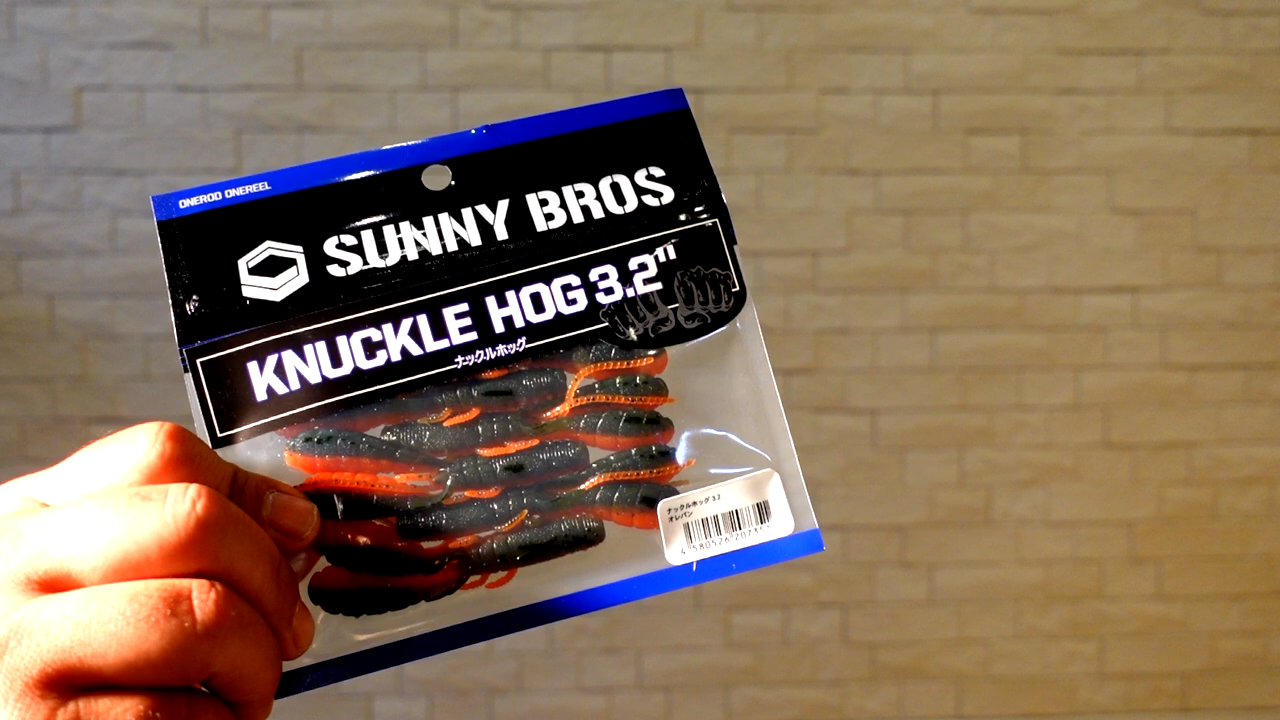 ONEROD ONEREEL
SUNNY BROS
KNUCKLE HOG 3.2"
ナックルホッグ
ナックルホッグ 3.2
オレパン